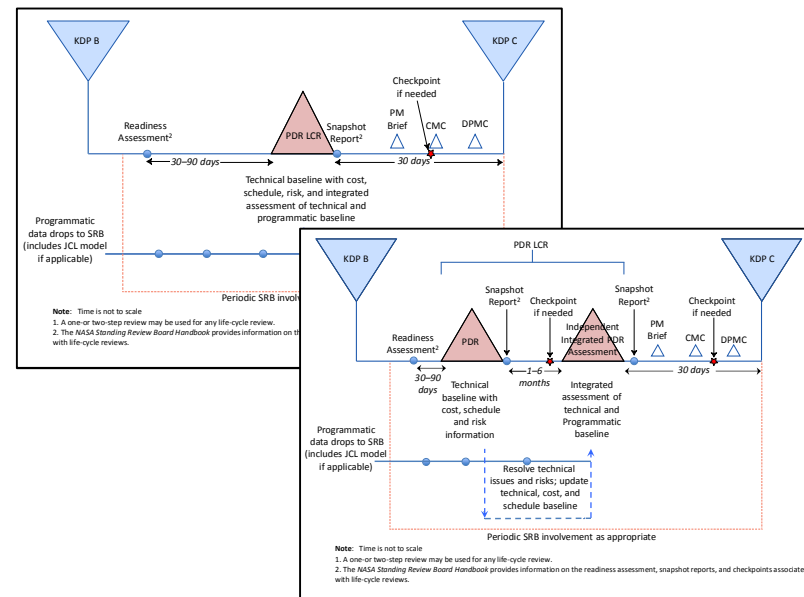 KDP B
KDP C
Checkpoint
if needed
PM
Brief
CMC
DPMC
Readiness
Assessment²
PDR LCR
Snapshot
Report²
30–90 days
30 days
Technical baseline with cost,
schedule, risk, and integrated
assessment of technical and
programmatic baseline
Programmatic
data drops to SRB
(includes JCL model
if applicable)
Periodic SRB involv
Note: Time is not to scale
1. A one-or two-step review may be used for any life-cycle review.
2. The NASA Standing Review Board Handbook provides information on th
with life-cycle reviews.
PDR LCR
KDP B
KDP C
Snapshot
Report²
Checkpoint
if needed
Snapshot
Report²
Checkpoint
if needed
Readiness
Assessment²
PDR
Independent
Integrated PDR
Assessment
PM
Brief
CMC
DPMC
30–90
days
1–6
months
30 days
Technical
baseline with
cost, schedule
and risk
information
Integrated
assessment of
technical and
Programmatic
baseline
Programmatic
data drops to SRB
(includes JCL model
if applicable)
Resolve technical
issues and risks; update
technical, cost, and
schedule baseline
Periodic SRB involvement as appropriate
Note: Time is not to scale
1. A one-or two-step review may be used for any life-cycle review.
2. The NASA Standing Review Board Handbook provides information on the readiness assessment, snapshot reports, and checkpoints associate
with life-cycle reviews.